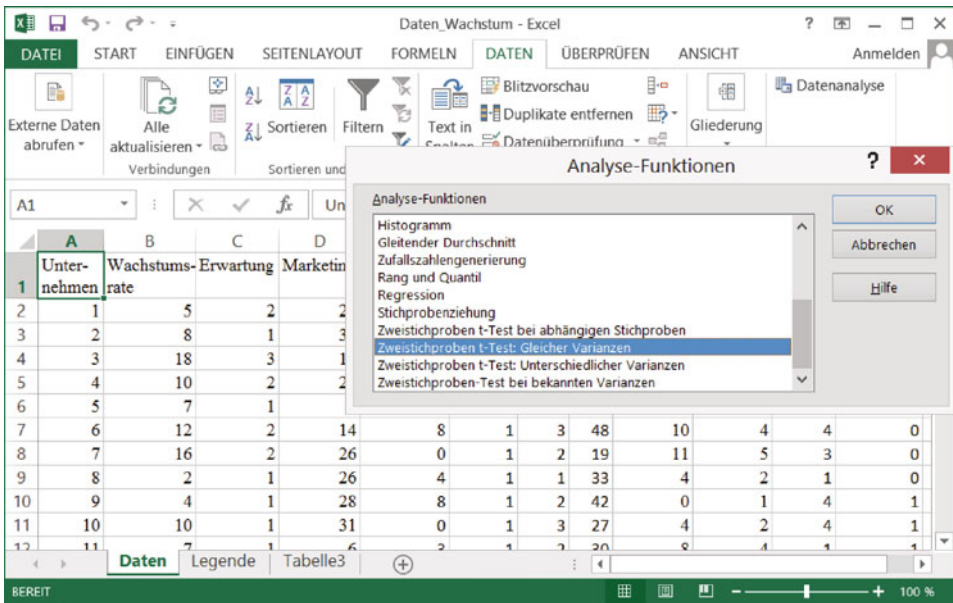 Daten_Wachstum - Excel
DATEI START EINFÜGEN SEITENLAYOUT FORMELN DATEN ÜBERPRÜFEN ANSICHT Anmelden
Externe Daten abrufen
Alle aktualisieren
Verbindungen
Sortieren
Filtern
Sortieren und
Text in
Blitzvorschau
Duplikate entfernen
Datenüberprüfung
Gliederung
Datenanalyse
Analyse-Funktionen
Analyse-Funktionen
Histogramm
Gleitender Durchschnitt
Zufallszahlengenerierung
Rang und Quantil
Regression
Stichprobenziehung
Zweistichproben t-Test bei abhängigen Stichproben
Zweistichproben t-Test: Gleicher Varianzen
Zweistichproben t-Test: Unterschiedlicher Varianzen
Zweistichproben-Test bei bekannten Varianzen
OK
Abbrechen
Hilfe
A1 fx Un
A B C D
1 Unter-nehmen Wachstums-rate Erwartung Marketin
2 1 5 2 2
3 2 8 1 3
4 3 18 3 1
5 4 10 2 2
6 5 7 1
7 6 12 2 14 8 1 3 48 10 4 4 0
8 7 16 2 26 0 1 2 19 11 5 3 0
9 8 2 1 26 4 1 1 33 4 2 1 0
10 9 4 1 28 8 1 2 42 0 1 4 1
11 10 10 1 31 0 1 3 27 4 2 4 1
Daten Legende Tabelle3
BEREIT 100 %